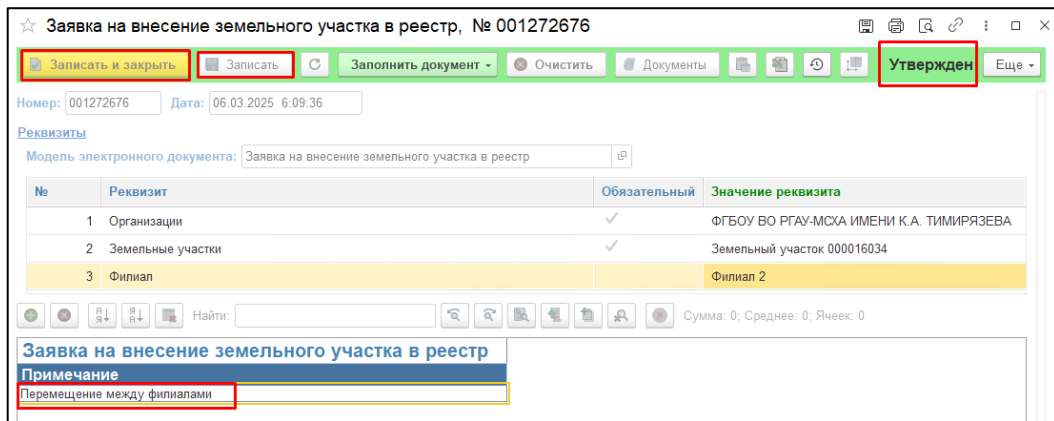 Заявка на внесение земельного участка в реестр, № 001272676
Записать и закрыть Записать Заполнить документ Очистить Документы Утвержден Еще
Номер: 001272676 Дата: 06.03.2025 6:09:36
Реквизиты
Модель электронного документа: Заявка на внесение земельного участка в реестр
№ Реквизит Обязательный Значение реквизита
1 Организации ФГБОУ ВО РГАУ-МСХА ИМЕНИ К.А. ТИМИРЯЗЕВА
2 Земельные участки Земельный участок 000016034
3 Филиал Филиал 2
Найти: Сумма: 0; Среднее: 0; Ячеек: 0
Заявка на внесение земельного участка в реестр
Примечание
Перемещение между филиалами